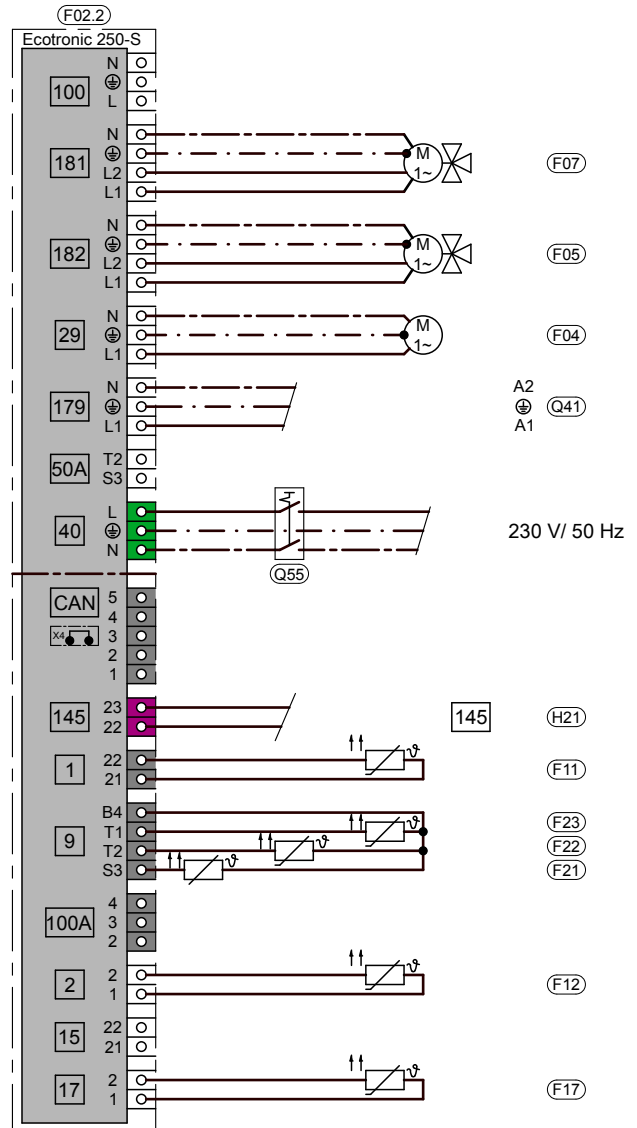 F02.2
Ecotronic 250-S
N
100
L
N
181
L2
L1
M
1~
F07
N
182
L2
L1
M
1~
F05
N
29
L1
M
1~
F04
N
179
L1
A2
A1
Q41
50A
T2
S3
L
40
N
Q55
230 V/ 50 Hz
CAN
5
4
X4
3
2
1
145
23
22
145
H21
1
22
21
ϑ
F11
9
B4
T1
T2
S3
ϑ
ϑ
ϑ
F23
F22
F21
100A
4
3
2
2
2
1
ϑ
F12
15
22
21
17
2
1
ϑ
F17